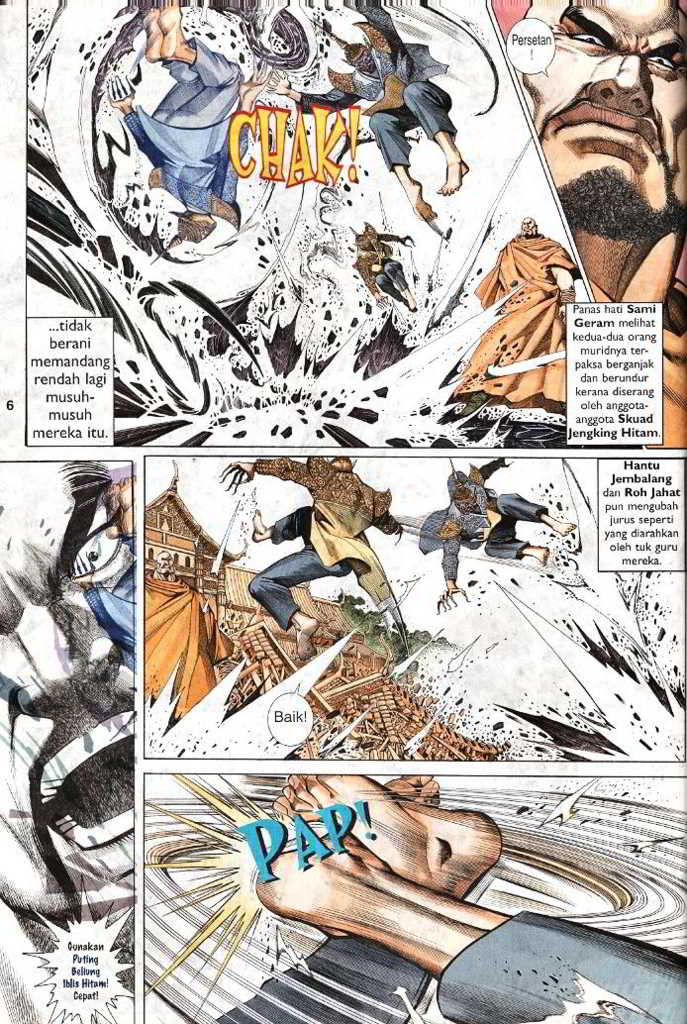 CHAK!
Persetan
!
...tidak
berani
memandang
rendah lagi
musuh-
musuh
mereka itu.
Panas hati Sami
Geram melihat
kedua-dua orang
muridnya ter-
paksa berganjak
dan berundur
kerana diserang
oleh anggota-
anggota Skuad
Jengking Hitam.
6
Hantu
Jembalang
dan Roh Jahat
pun mengubah
jurus seperti
yang diarahkan
oleh tuk guru
mereka.
Baik!
Gunakan
Puting
Beliung
Iblis Hitam!
Cepat!
PAP!